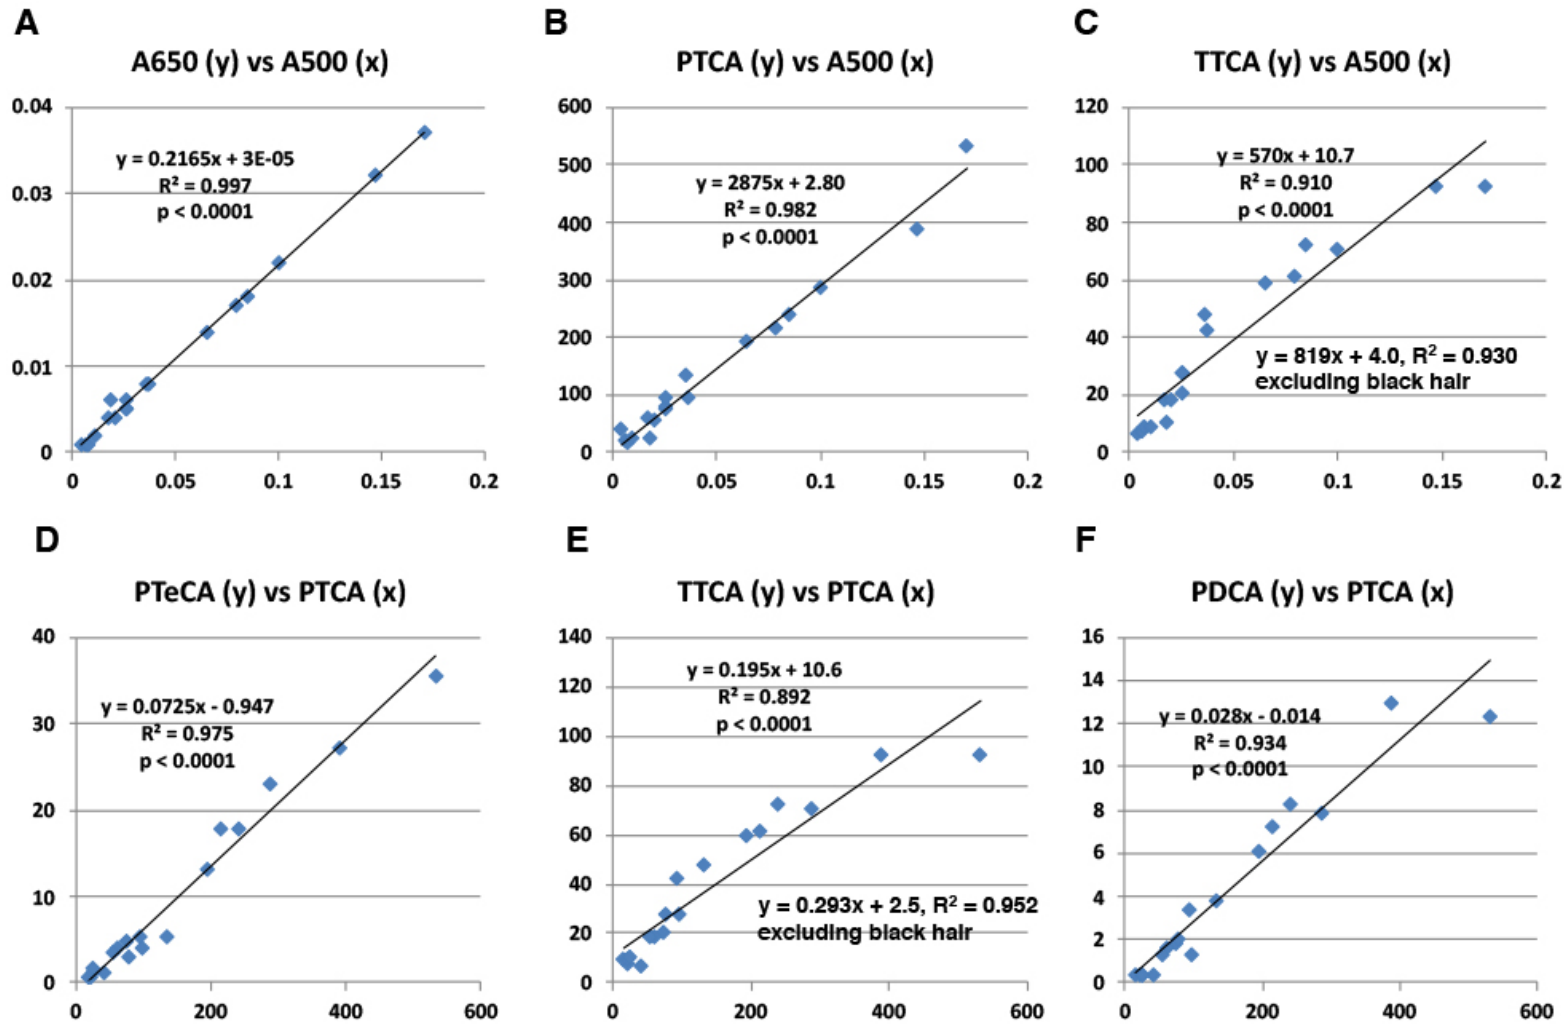 A
A650 (y) vs A500 (x)
0.04
0.03
0.02
0.01
0
y = 0.2165x + 3E-05
R² = 0.997
p < 0.0001
0 0.05 0.1 0.15 0.2
B
PTCA (y) vs A500 (x)
600
500
400
300
200
100
0
y = 2875x + 2.80
R² = 0.982
p < 0.0001
0 0.05 0.1 0.15 0.2
C
TTCA (y) vs A500 (x)
120
100
80
60
40
20
0
y = 570x + 10.7
R² = 0.910
p < 0.0001
y = 819x + 4.0, R² = 0.930
excluding black hair
0 0.05 0.1 0.15 0.2
D
PTeCA (y) vs PTCA (x)
40
30
20
10
0
y = 0.0725x - 0.947
R² = 0.975
p < 0.0001
0 200 400 600
E
TTCA (y) vs PTCA (x)
140
120
100
80
60
40
20
0
y = 0.195x + 10.6
R² = 0.892
p < 0.0001
y = 0.293x + 2.5, R² = 0.952
excluding black hair
0 200 400 600
F
PDCA (y) vs PTCA (x)
16
14
12
10
8
6
4
2
0
y = 0.028x - 0.014
R² = 0.934
p < 0.0001
0 200 400 600